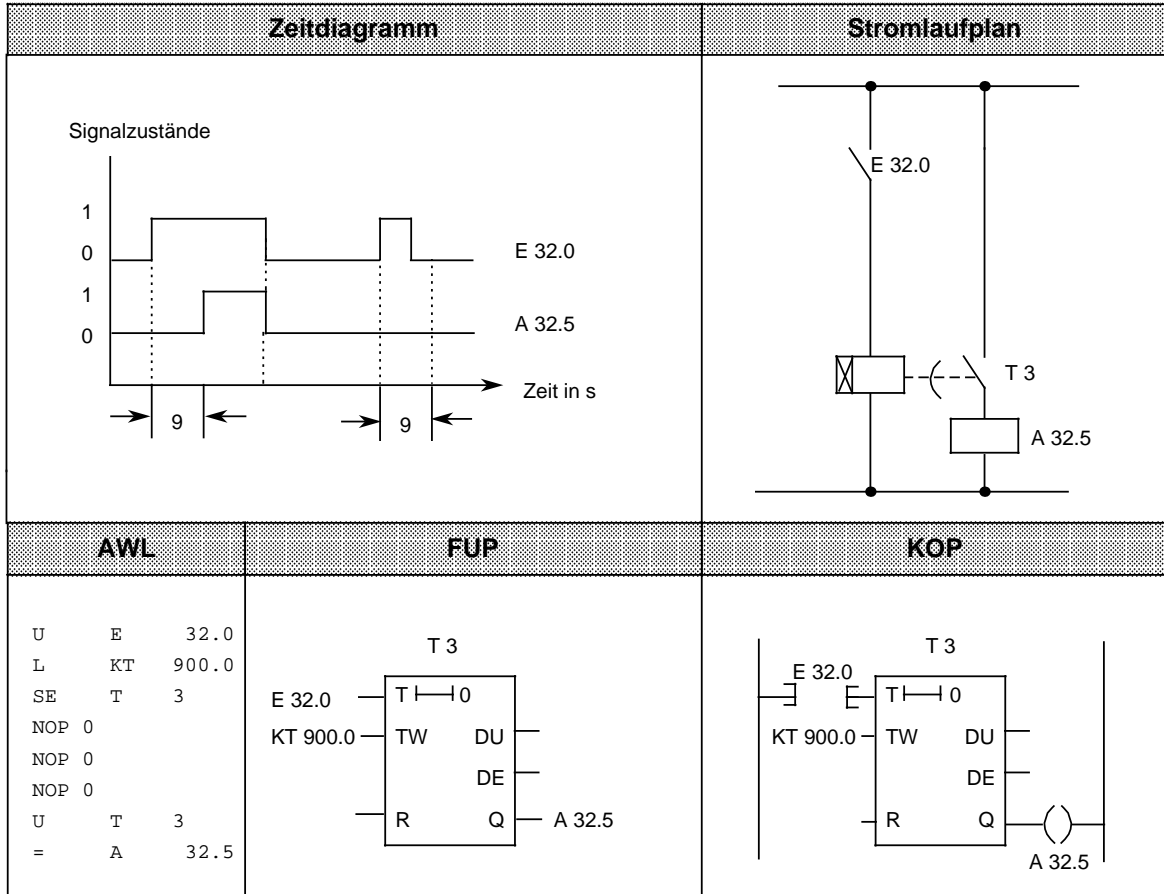 Zeitdiagramm
Stromlaufplan
Signalzustände
1
0
E 32.0
1
0
A 32.5
Zeit in s
9
9
E 32.0
T 3
A 32.5
AWL
FUP
KOP
U E 32.0
L KT 900.0
SE T 3
NOP 0
NOP 0
NOP 0
U T 3
= A 32.5
T 3
E 32.0
T 0
KT 900.0
TW DU
DE
R Q
A 32.5
T 3
E 32.0
T 0
KT 900.0
TW DU
DE
R Q
A 32.5